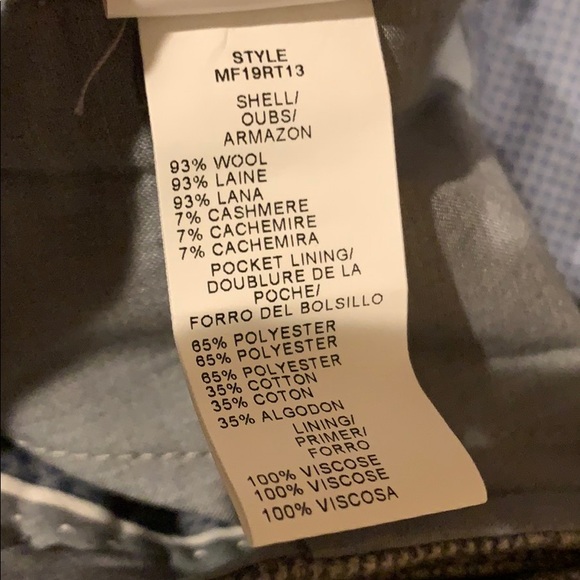 STYLE
MF19RT13
SHELL/
OUBS/
ARMAZON
93% WOOL
93% LAINE
93% LANA
7% CASHMERE
7% CACHEMIRE
7% CACHEMIRA
POCKET LINING/
DOUBLURE DE LA
POCHE/
FORRO DEL BOLSILLO
65% POLYESTER
65% POLYESTER
65% POLYESTER
35% COTTON
35% COTON
35% ALGODON
LINING/
PRIMER/
FORRO
100% VISCOSE
100% VISCOSE
100% VISCOSA